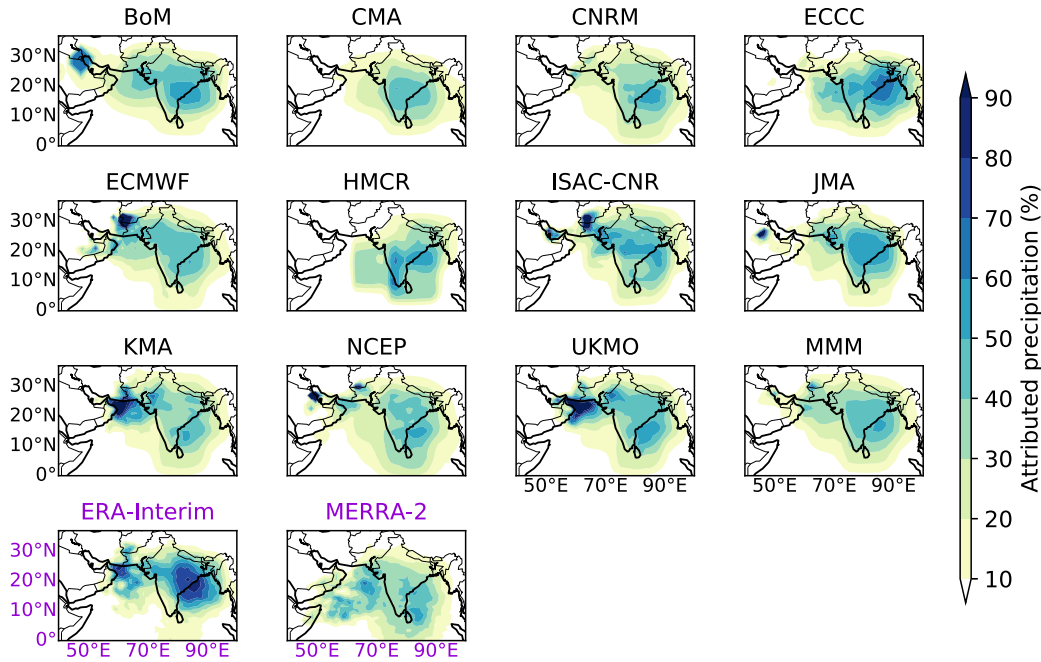 BoM CMA CNRM ECCC
30°N
20°N
10°N
0°
ECMWF HMCR ISAC-CNR JMA
30°N
20°N
10°N
0°
KMA NCEP UKMO MMM
30°N
20°N
10°N
0°
50°E 70°E 90°E 50°E 70°E 90°E
ERA-Interim MERRA-2
30°N
20°N
10°N
0°
50°E 70°E 90°E 50°E 70°E 90°E
90
80
70
60
50
40
30
20
10
Attributed precipitation (%)